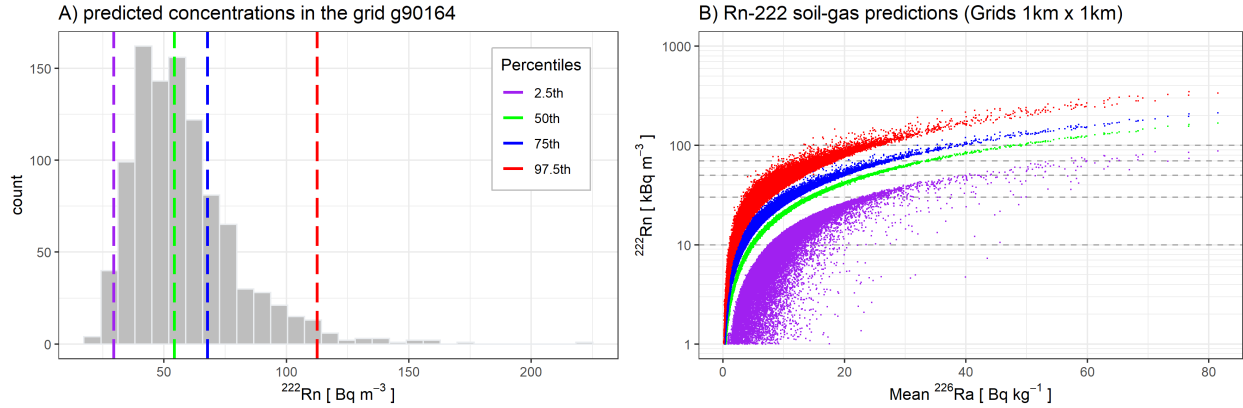 A) predicted concentrations in the grid g90164
150
100
50
0
count
50
100
150
200
²²²Rn [ Bq m⁻³ ]
Percentiles
2.5th
50th
75th
97.5th
B) Rn-222 soil-gas predictions (Grids 1km x 1km)
1000
100
10
1
²²²Rn [ kBq m⁻³ ]
0
20
40
60
80
Mean ²²⁶Ra [ Bq kg⁻¹ ]